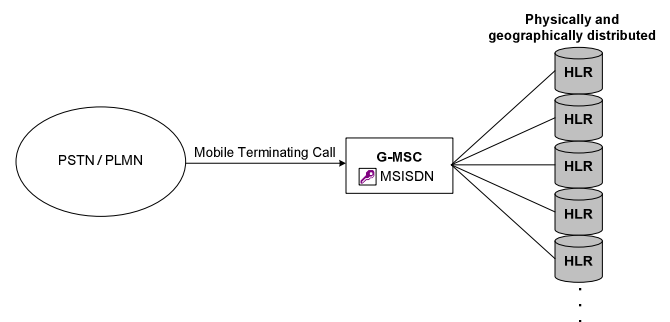 Physically and
geographically distributed
HLR
HLR
HLR
HLR
HLR
PSTN / PLMN
Mobile Terminating Call
G-MSC
MSISDN